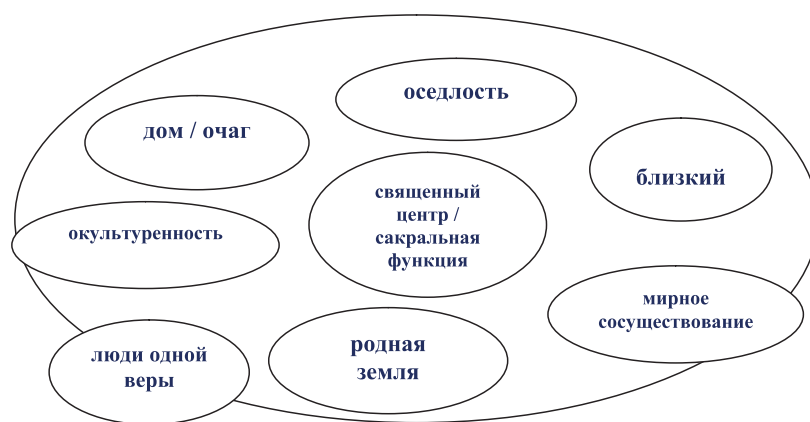 оседлость
дом / очаг
близкий
священный
центр /
сакральная
функция
окультуренность
мирное
сосуществование
люди одной
веры
родная
земля